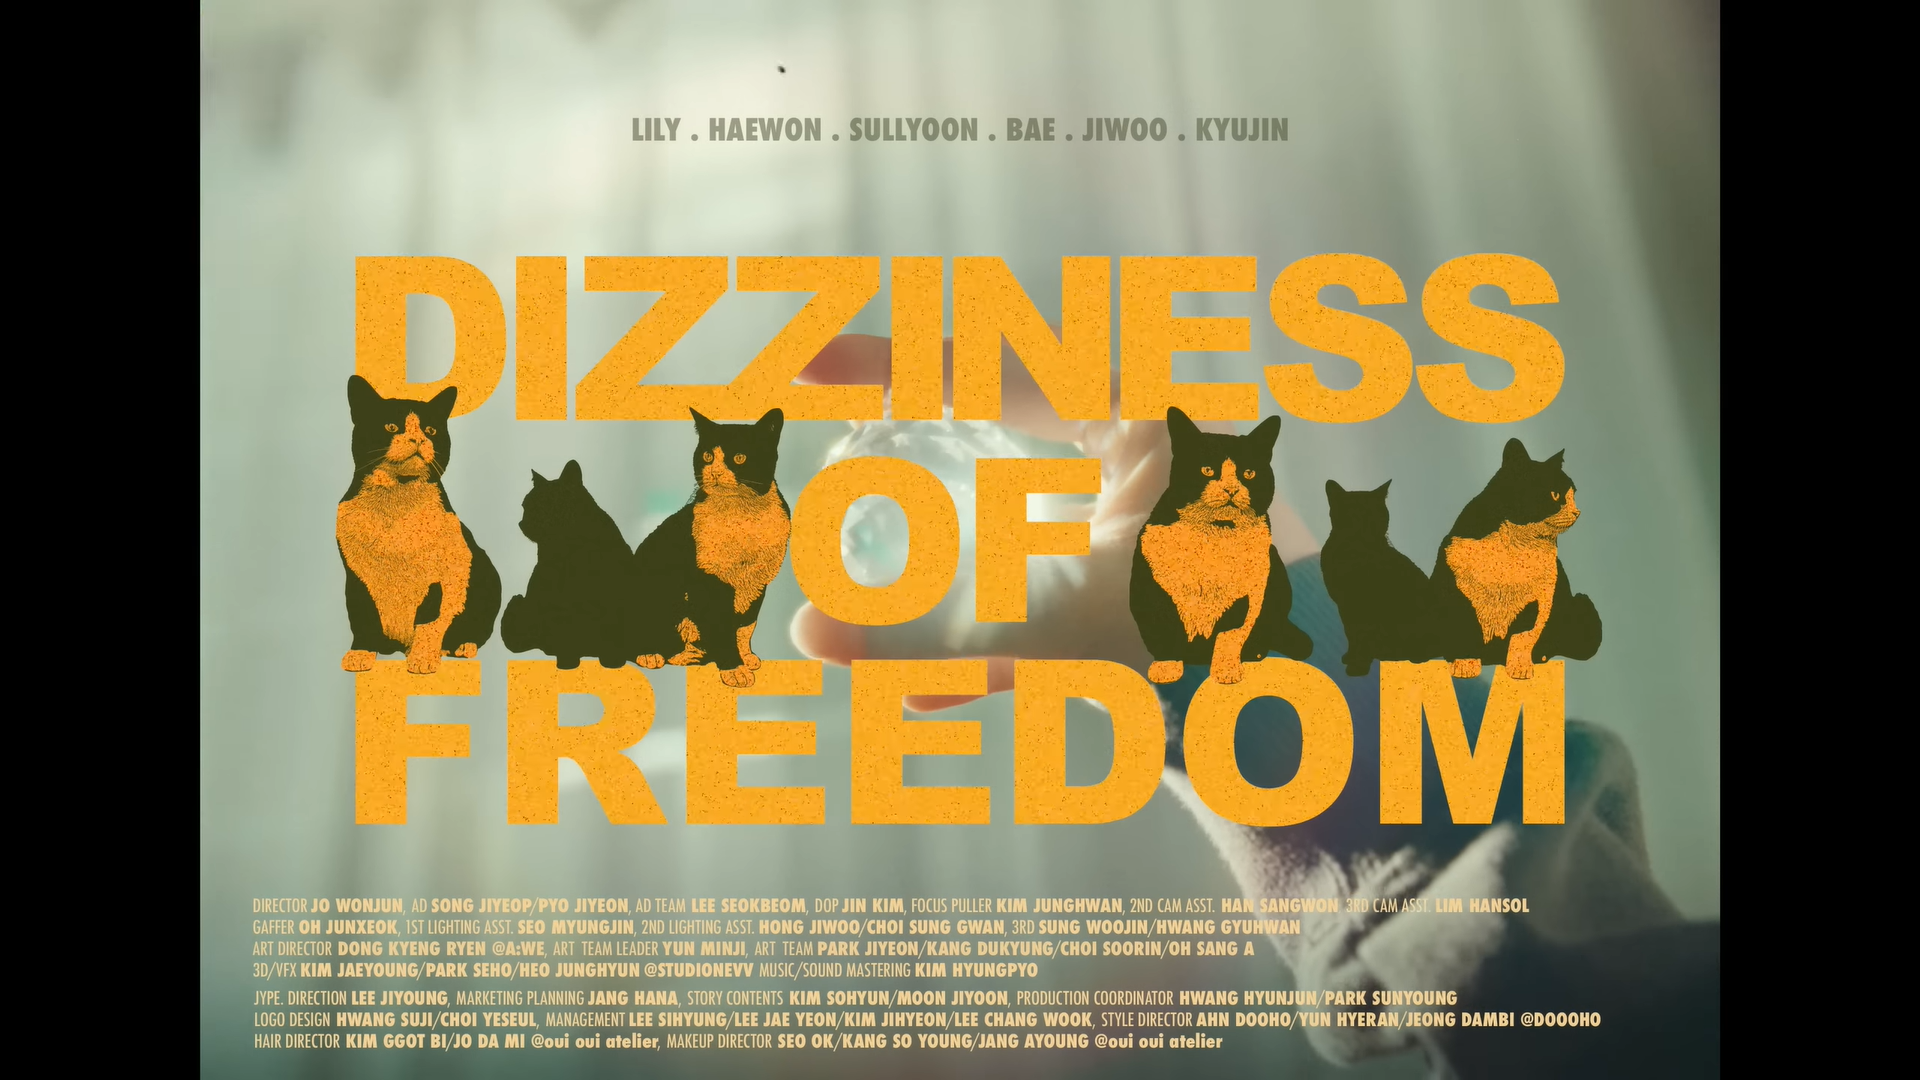 LILY . HAEWON . SULLYOON . BAE . JIWOO . KYUJIN
DIZZINESS
OF
FREEDOM
DIRECTOR JO WONJUN, AD SONG JIYEOP/PYO JIYEON, AD TEAM LEE SEOKBEOM, DOP JIN KIM, FOCUS PULLER KIM JUNGHWAN, 2ND CAM ASST. HAN SANGWON 3RD CAM ASST. LIM HANSOL
GAFFER OH JUNXEOK, 1ST LIGHTING ASST. SEO MYUNGJIN, 2ND LIGHTING ASST. HONG JIWOO/CHOI SUNG GWAN, 3RD SUNG WOOJIN/HWANG GYUHWAN
ART DIRECTOR DONG KYENG RYEN @A:WE, ART TEAM LEADER YUN MINJI, ART TEAM PARK JIYEON/KANG DUKYUNG/CHOI SOORIN/OH SANG A
3D/VFX KIM JAEYOUNG/PARK SEHO/HEO JUNGHYUN @STUDIONEVV MUSIC/SOUND MASTERING KIM HYUNGPYO
JYPE. DIRECTION LEE JIYOUNG, MARKETING PLANNING JANG HANA, STORY CONTENTS KIM SOHYUN/MOON JIYOON, PRODUCTION COORDINATOR HWANG HYUNJUN/PARK SUNYOUNG
LOGO DESIGN HWANG SUJI/CHOI YESEUL, MANAGEMENT LEE SIHYUNG/LEE JAE YEON/KIM JIHYEON/LEE CHANG WOOK, STYLE DIRECTOR AHN DOOHO/YUN HYERAN/JEONG DAMBI @DOOOHO
HAIR DIRECTOR KIM GGOT BI/JO DA MI @oui oui atelier, MAKEUP DIRECTOR SEO OK/KANG SO YOUNG/JANG AYOUNG @oui oui atelier